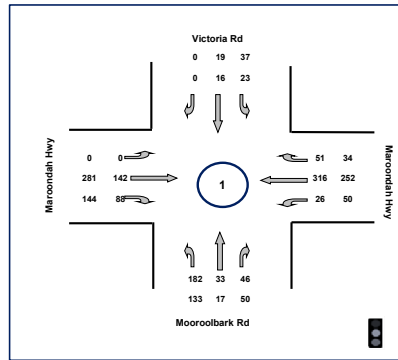 Victoria Rd
0 19 37
0 16 23
Maroondah Hwy
0 0
281 142
144 88
1
51 34
316 252
26 50
Maroondah Hwy
182 33 46
133 17 50
Mooroolbark Rd